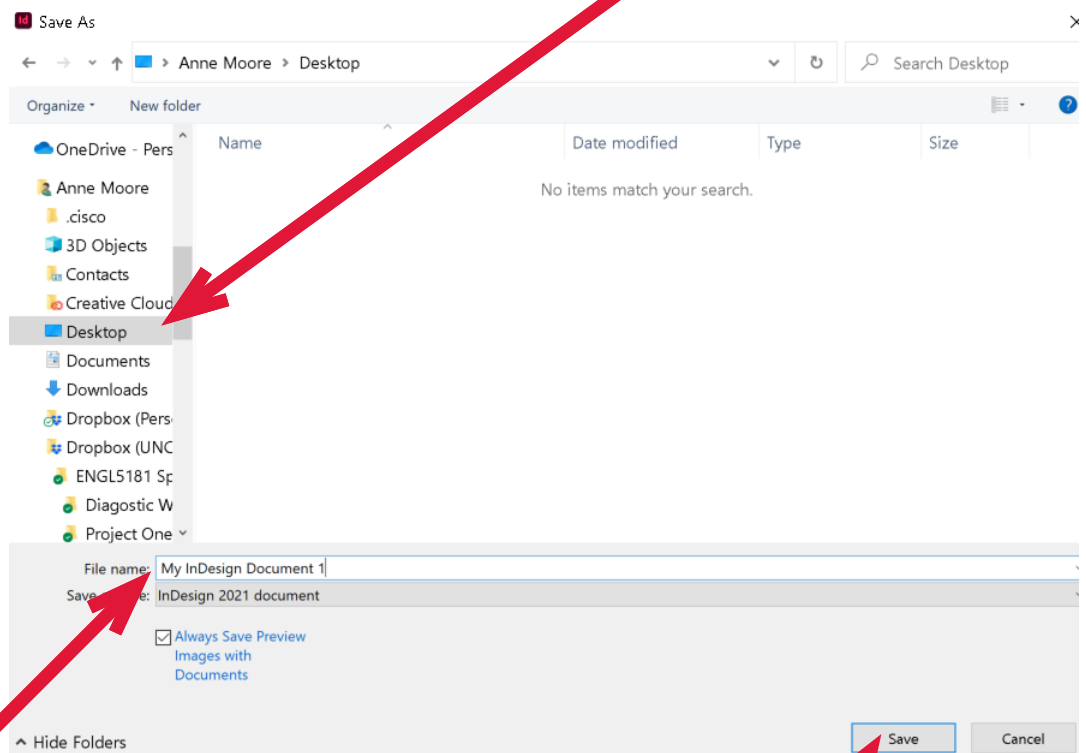 Id Save As
Anne Moore > Desktop Search Desktop
Organize New folder ?
Name Date modified Type Size
OneDrive - Pers
No items match your search.
Anne Moore
.cisco
3D Objects
Contacts
Creative Cloud
Desktop
Documents
Downloads
Dropbox (Pers
Dropbox (UNC
ENGL5181 Sp
Diagostic W
Project One
File name: My InDesign Document 1
Save e: InDesign 2021 document
Always Save Preview
Images with
Documents
Hide Folders Save Cancel